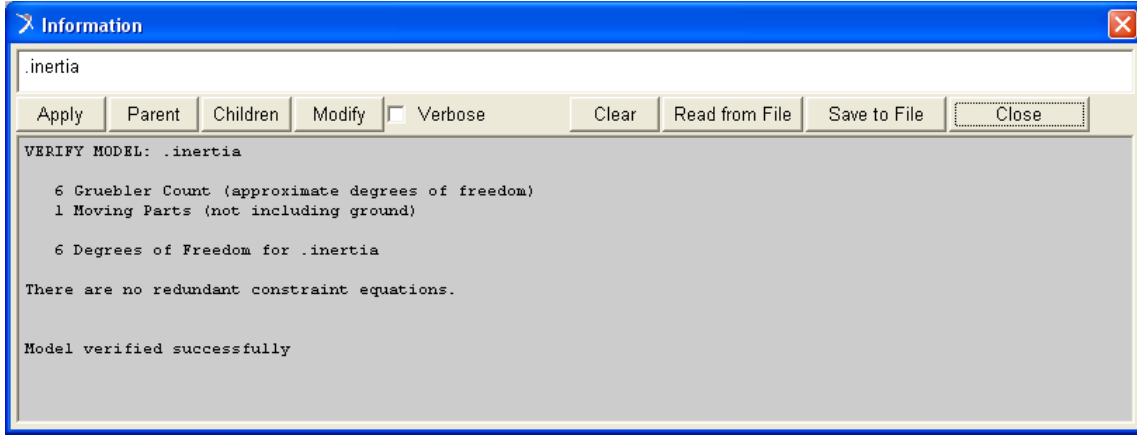 Information
.inertia
Apply Parent Children Modify Verbose Clear Read from File Save to File Close
VERIFY MODEL: .inertia
6 Gruebler Count (approximate degrees of freedom)
1 Moving Parts (not including ground)
6 Degrees of Freedom for .inertia
There are no redundant constraint equations.
Model verified successfully